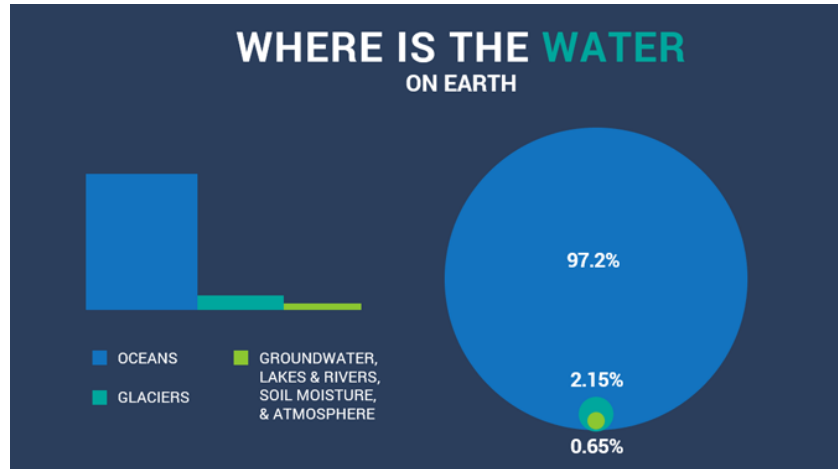 WHERE IS THE WATER
ON EARTH
OCEANS
GLACIERS
GROUNDWATER,
LAKES & RIVERS,
SOIL MOISTURE,
& ATMOSPHERE
97.2%
2.15%
0.65%